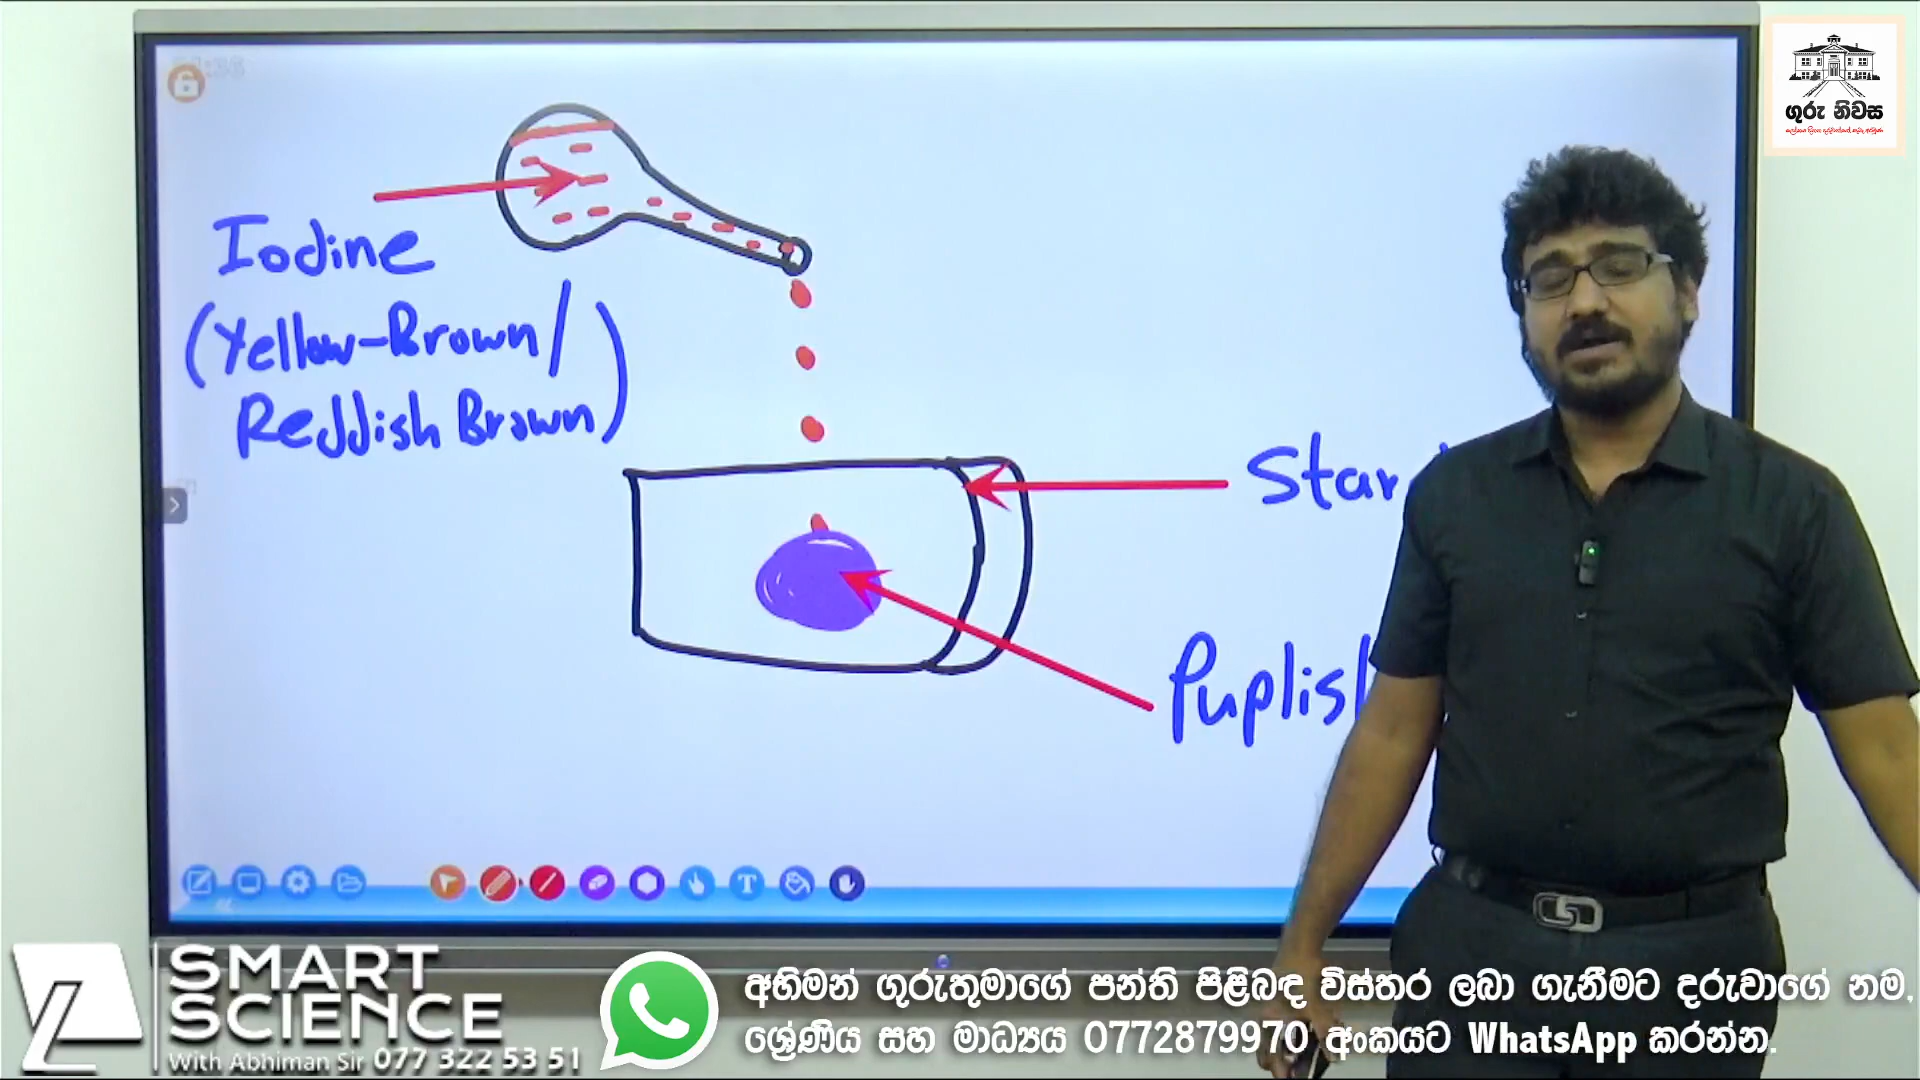 ගුරු නිවස
Iodine
(Yellow-Brown/
Reddish Brown)
Star
Puplish
SMART
SCIENCE
With Abhiman Sir 077 322 53 51
අභිමන් ගුරුතුමාගේ පන්ති පිළිබඳ විස්තර ලබා ගැනීමට දරුවාගේ නම,
ශ්‍රේණිය සහ මාධ්‍යය 0772879970 අංකයට WhatsApp කරන්න.